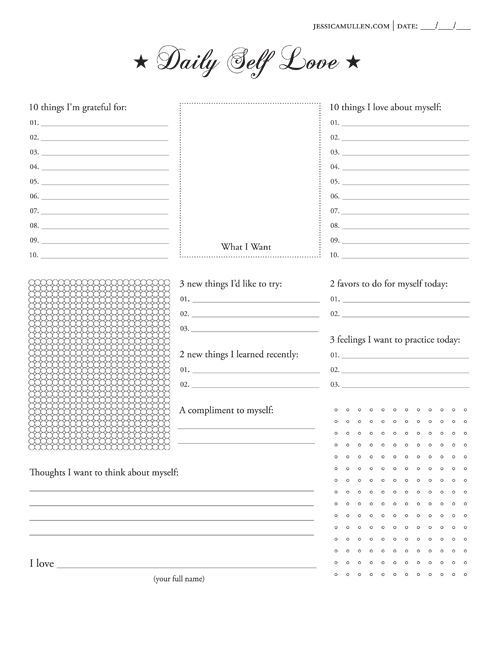 JESSICAMULLEN.COM | DATE: ___/___/___
★ Daily Self Love ★
10 things I'm grateful for:
01.
02.
03.
04.
05.
06.
07.
08.
09.
10.
What I Want
10 things I love about myself:
01.
02.
03.
04.
05.
06.
07.
08.
09.
10.
3 new things I'd like to try:
01.
02.
03.
2 new things I learned recently:
01.
02.
A compliment to myself:
2 favors to do for myself today:
01.
02.
3 feelings I want to practice today:
01.
02.
03.
Thoughts I want to think about myself:
I love
(your full name)